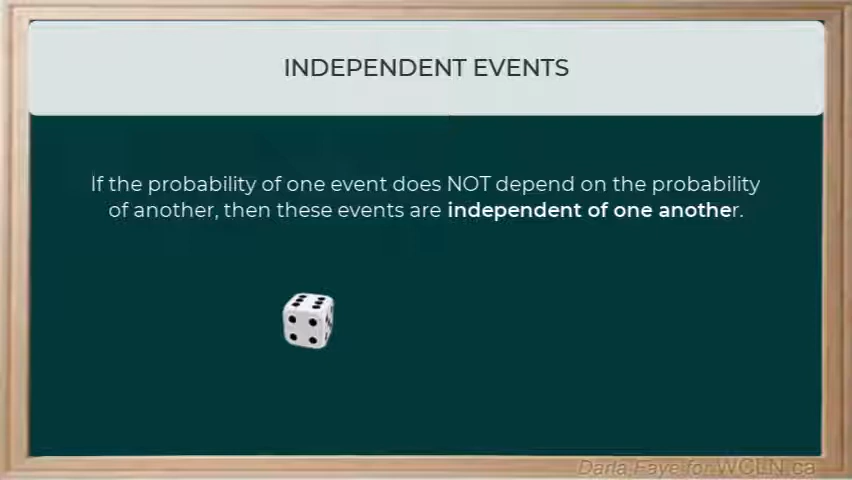 INDEPENDENT EVENTS
If the probability of one event does NOT depend on the probability
of another, then these events are independent of one another.
Darla Faye for WCLN.ca